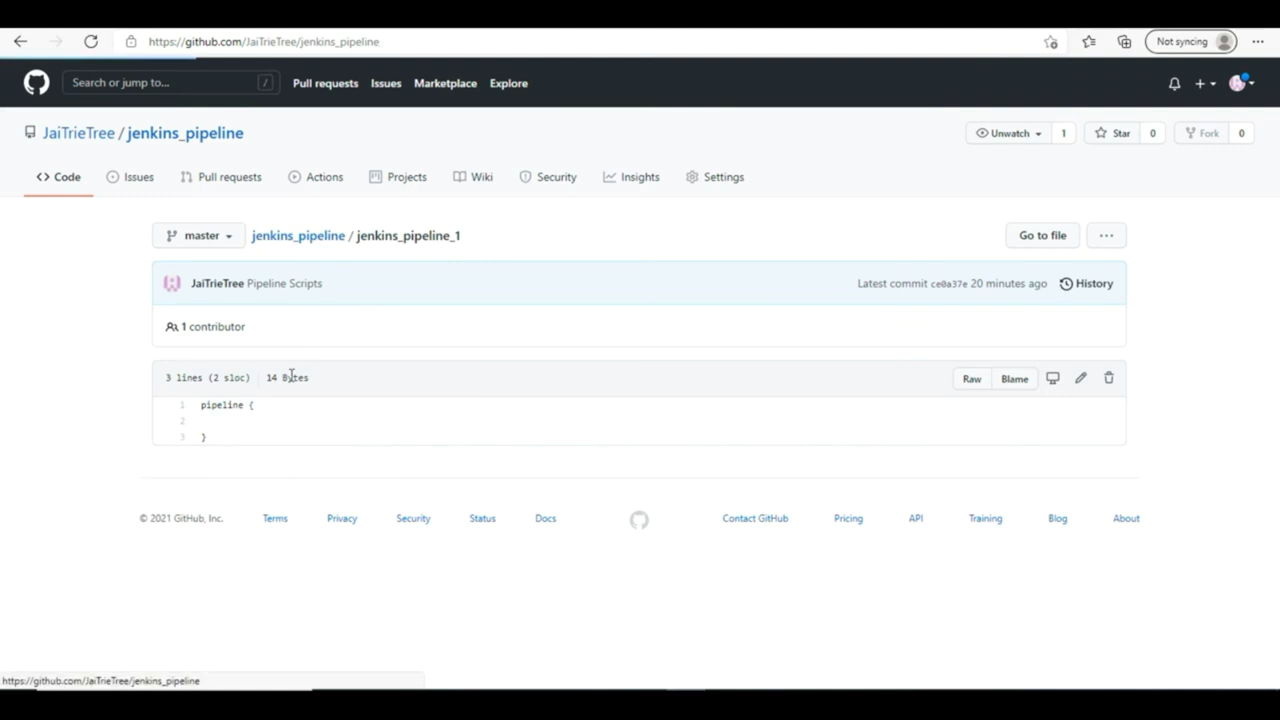 https://github.com/JaiTrieTree/jenkins_pipeline
Not syncing
Search or jump to...
/
Pull requests
Issues
Marketplace
Explore
JaiTrieTree / jenkins_pipeline
Unwatch 1
Star 0
Fork 0
Code
Issues
Pull requests
Actions
Projects
Wiki
Security
Insights
Settings
master
jenkins_pipeline / jenkins_pipeline_1
Go to file
JaiTrieTree Pipeline Scripts
Latest commit ce0a37e 20 minutes ago
History
1 contributor
3 lines (2 sloc) 14 Bytes
Raw
Blame
1 pipeline {
2
3 }
© 2021 GitHub, Inc.
Terms
Privacy
Security
Status
Docs
Contact GitHub
Pricing
API
Training
Blog
About
https://github.com/JaiTrieTree/jenkins_pipeline